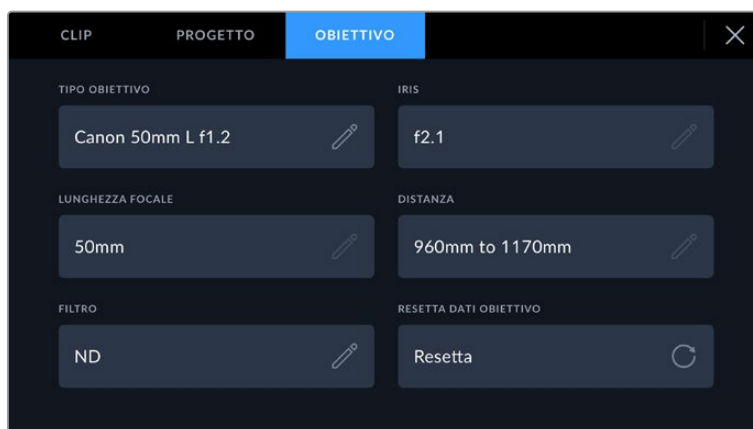 CLIP PROGETTO OBIETTIVO
TIPO OBIETTIVO IRIS
Canon 50mm L f1.2 f2.1
LUNGHEZZA FOCALE DISTANZA
50mm 960mm to 1170mm
FILTRO RESETTA DATI OBIETTIVO
ND Resetta